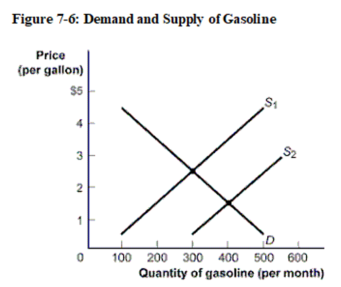 Figure 7-6: Demand and Supply of Gasoline
Price
(per gallon)
$5
4
3
2
1
0
S1
S2
D
100 200 300 400 500 600
Quantity of gasoline (per month)